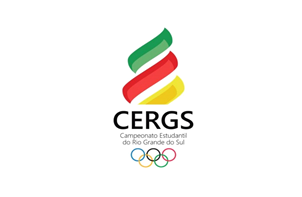 CERGS
Campeonato Estudantil
do Rio Grande do Sul